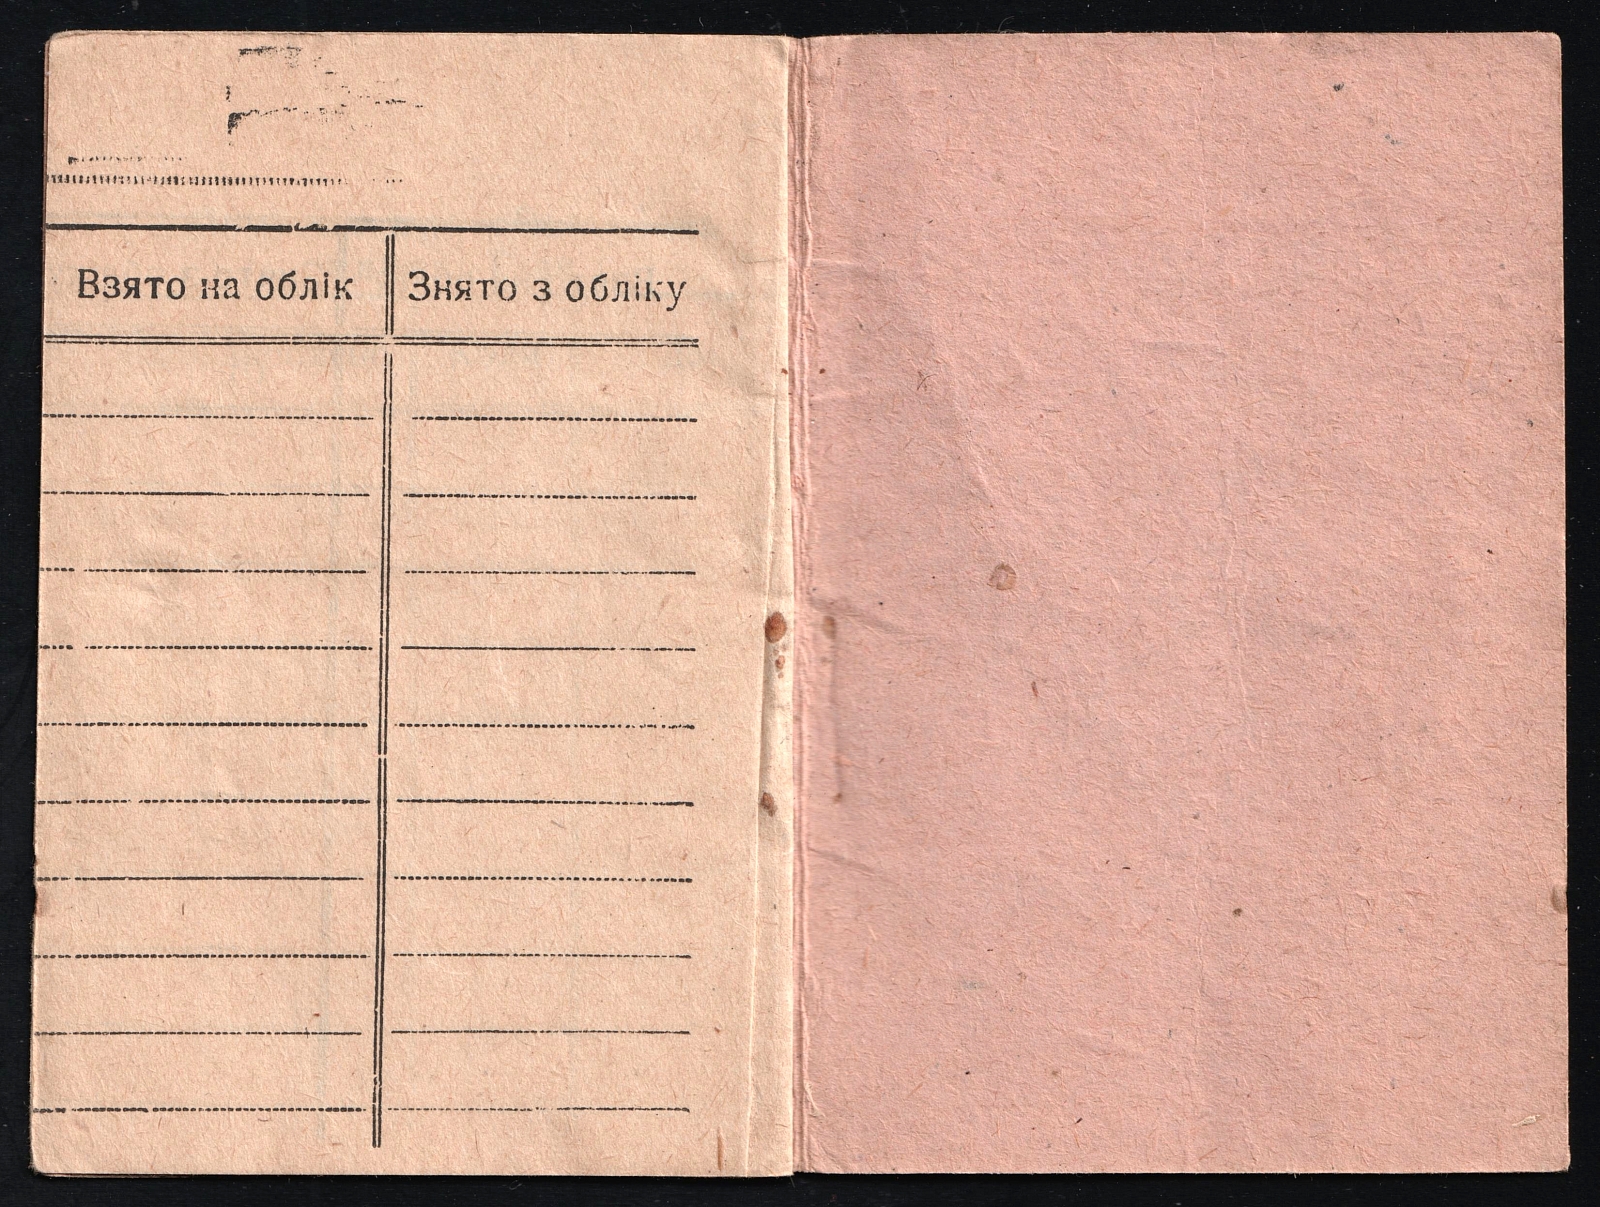 Взято на облік
Знято з обліку